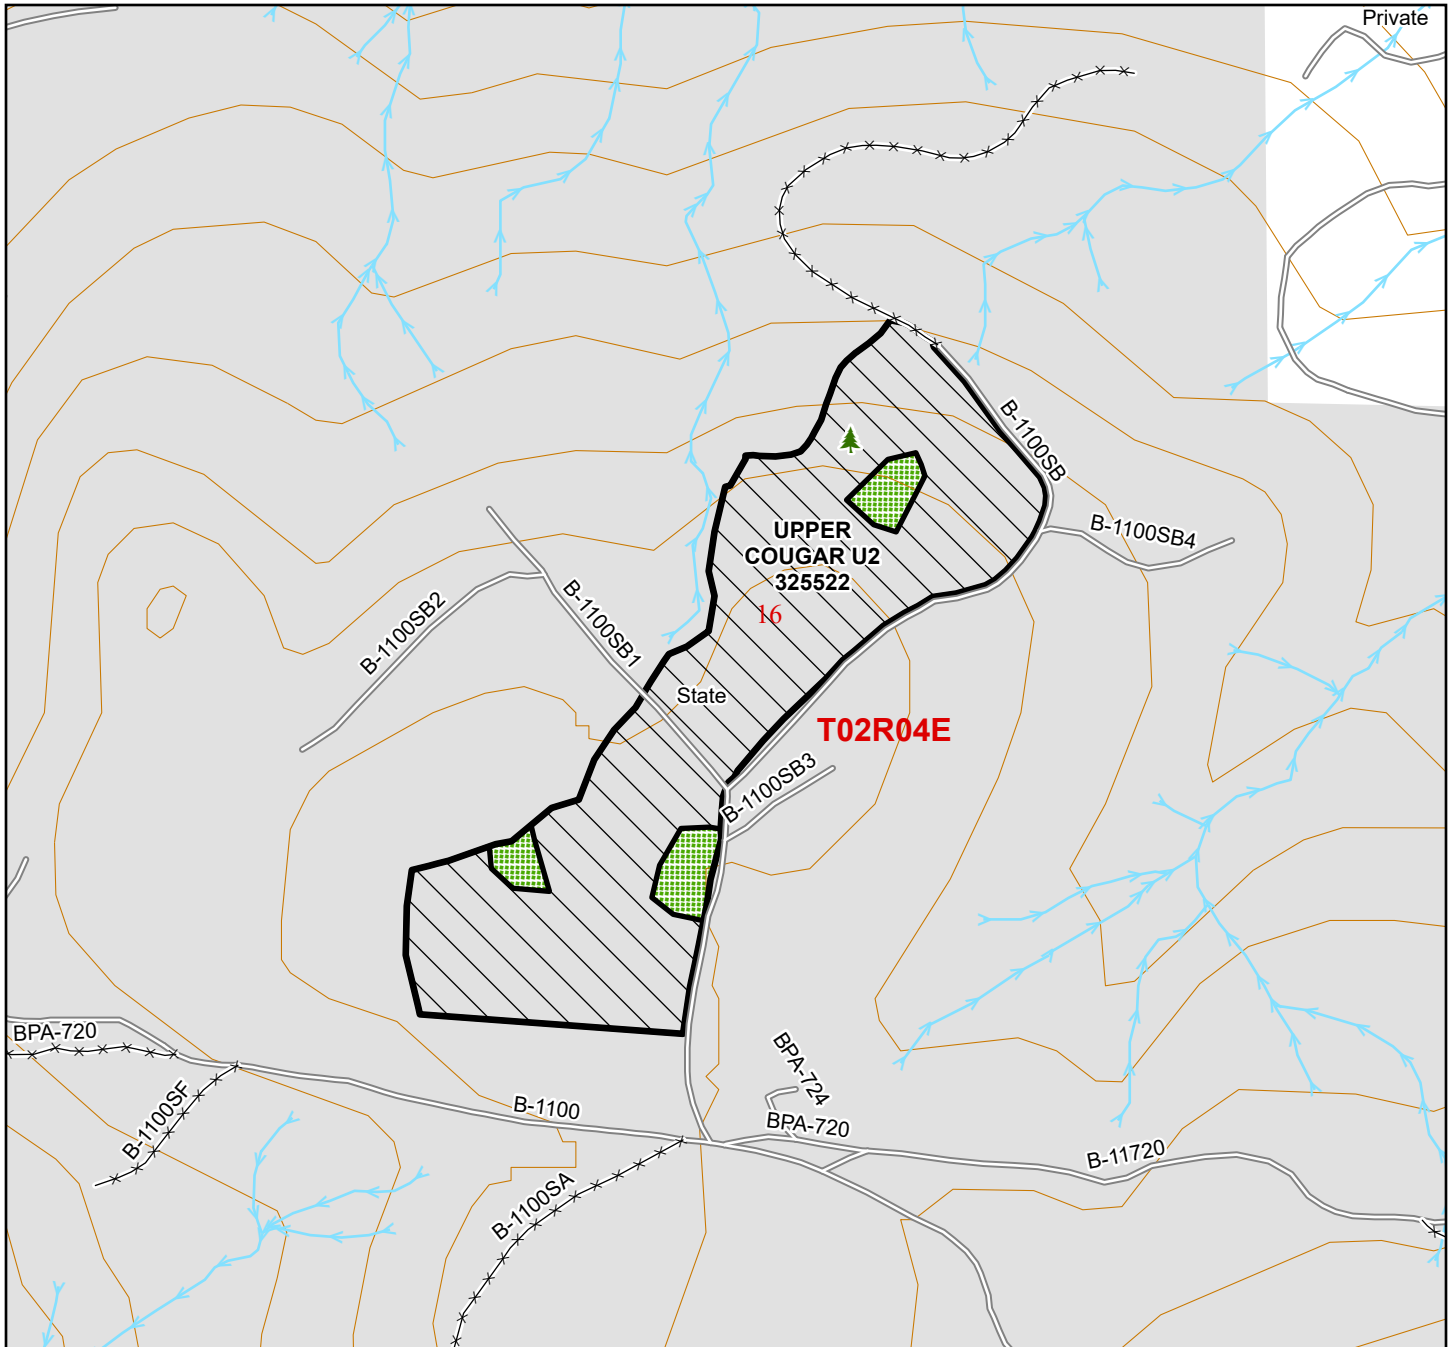 Private
B-1100SB
B-1100SB4
UPPER
COUGAR U2
325522
16
B-1100SB2
B-1100SB1
State
T02R04E
B-1100SB3
BPA-720
B-1100SF
B-1100
BPA-724
BPA-720
B-11720
B-1100SA